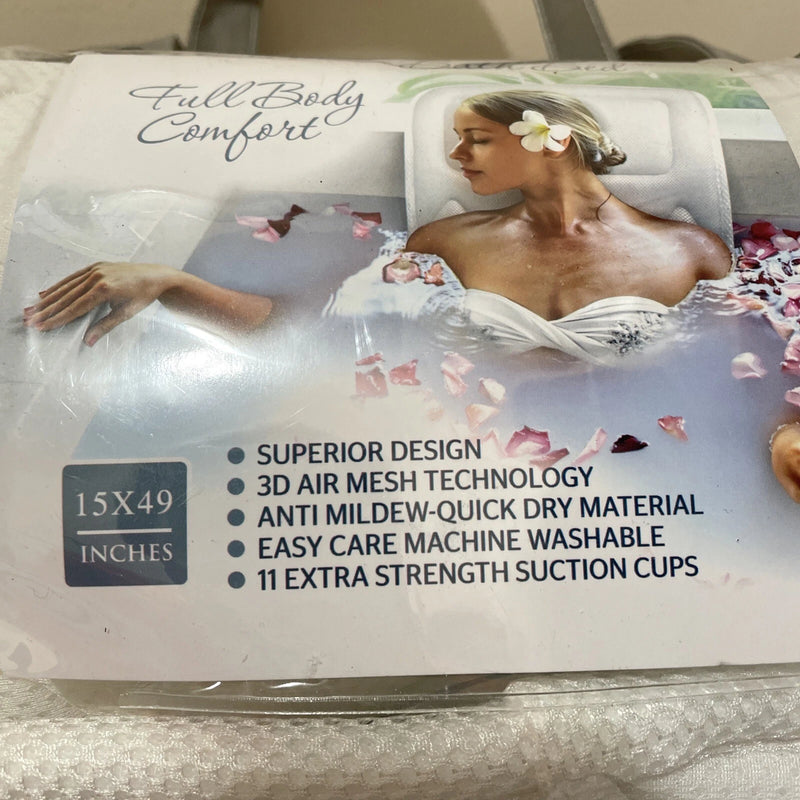 Full Body
Comfort
15X49
INCHES
SUPERIOR DESIGN
3D AIR MESH TECHNOLOGY
ANTI MILDEW-QUICK DRY MATERIAL
EASY CARE MACHINE WASHABLE
11 EXTRA STRENGTH SUCTION CUPS